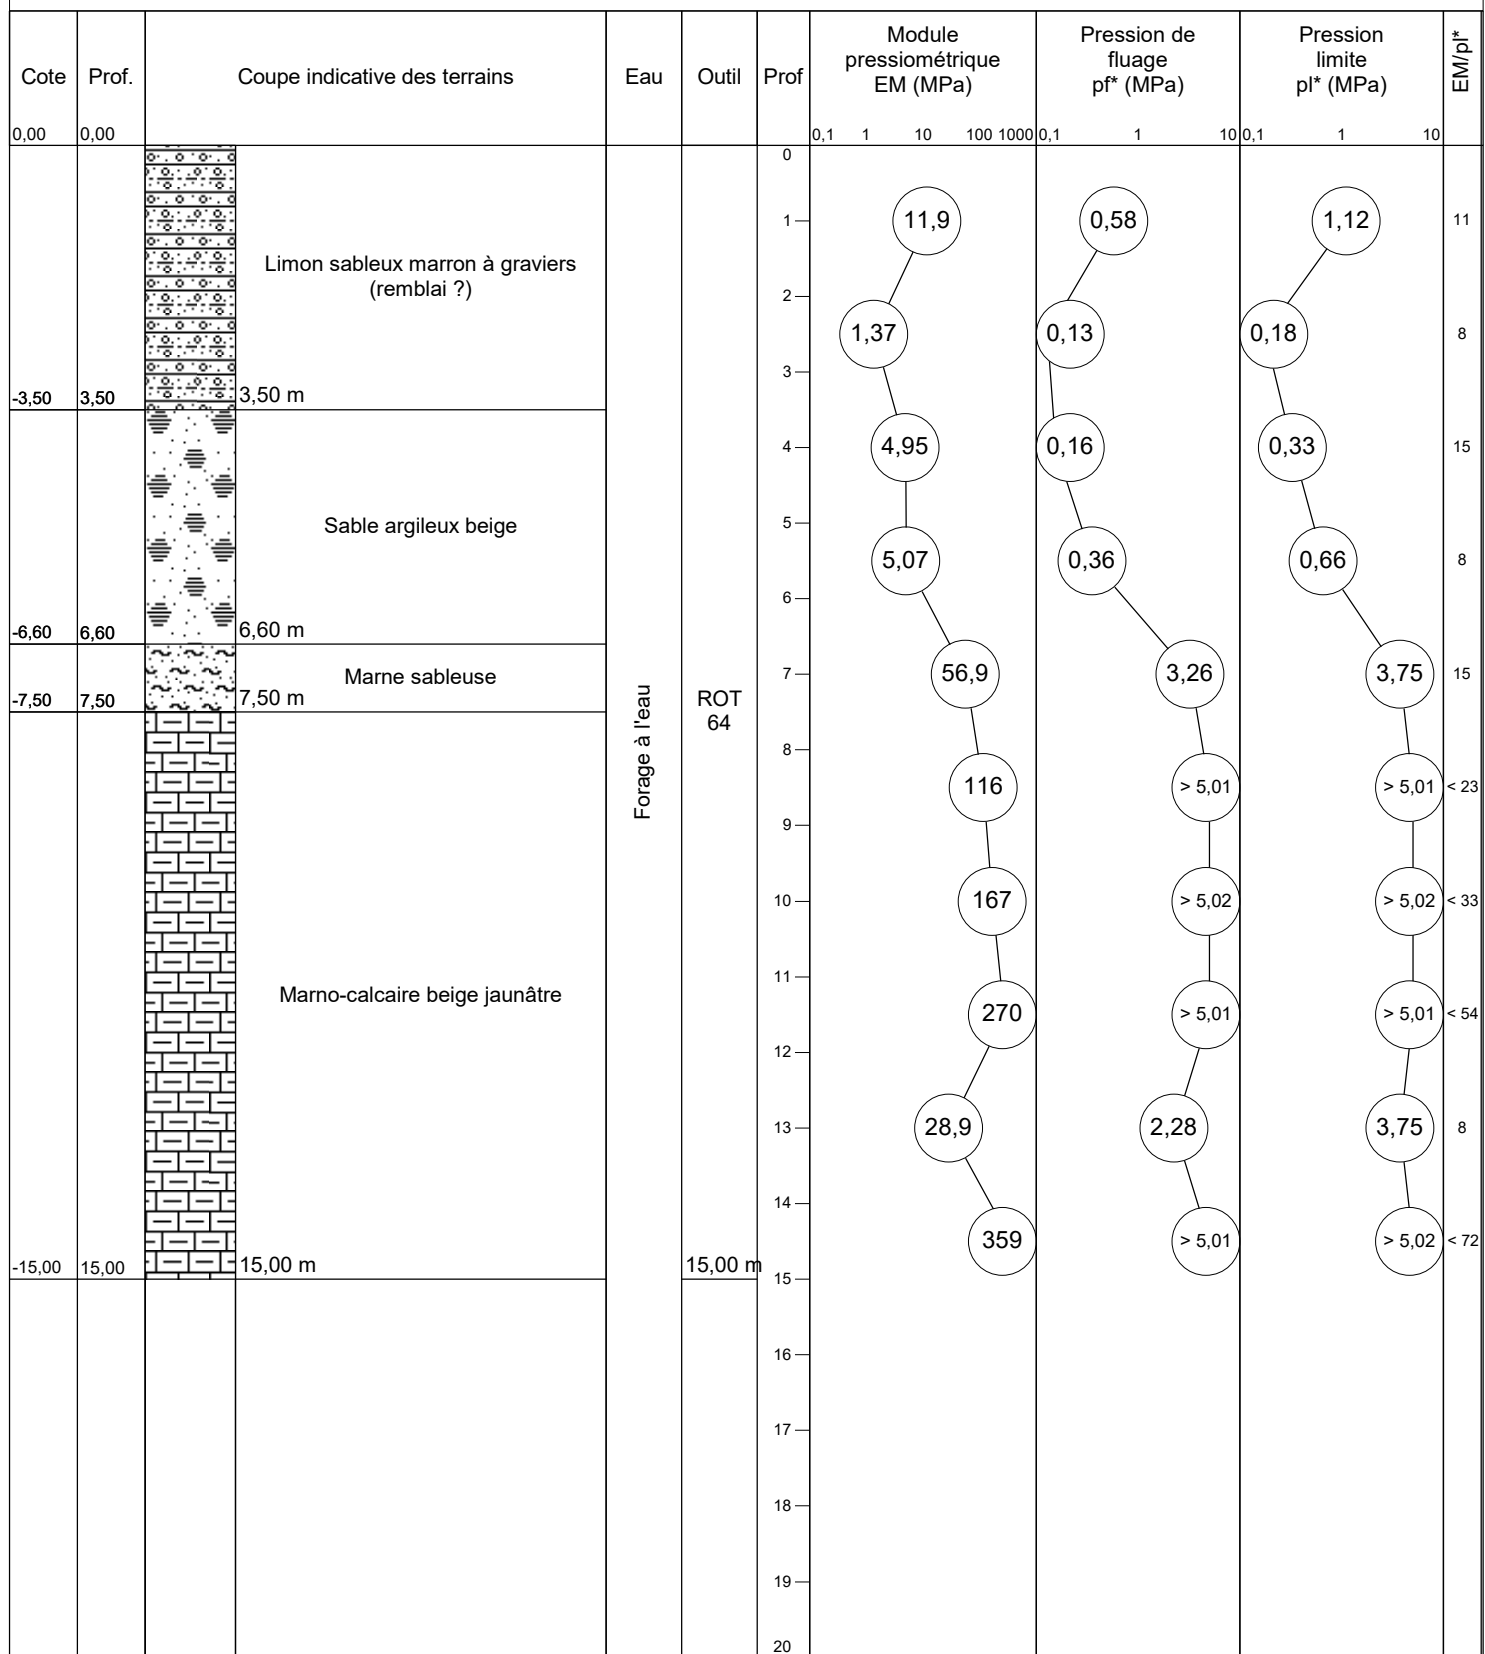 Cote Prof. Coupe indicative des terrains Eau Outil Prof
Module
pressiométrique
EM (MPa)
Pression de
fluage
pf* (MPa)
Pression
limite
pl* (MPa)
EM/pl*
0,00 0,00
0,1 1 10 100 1000 0,1 1 10 0,1 1 10
0
1 11,9 0,58 1,12 11
Limon sableux marron à graviers
(remblai ?)
2
1,37 0,13 0,18 8
3
-3,50 3,50 3,50 m
4 4,95 0,16 0,33 15
5
Sable argileux beige
5,07 0,36 0,66 8
6
-6,60 6,60 6,60 m
7 56,9 3,26 3,75 15
Marne sableuse
-7,50 7,50 7,50 m
Forage à l'eau
ROT
64
8
116 > 5,01 > 5,01 < 23
9
10 167 > 5,02 > 5,02 < 33
11
Marno-calcaire beige jaunâtre
270 > 5,01 > 5,01 < 54
12
13 28,9 2,28 3,75 8
14
359 > 5,01 > 5,02 < 72
-15,00 15,00 15,00 m 15,00 m
15
16
17
18
19
20